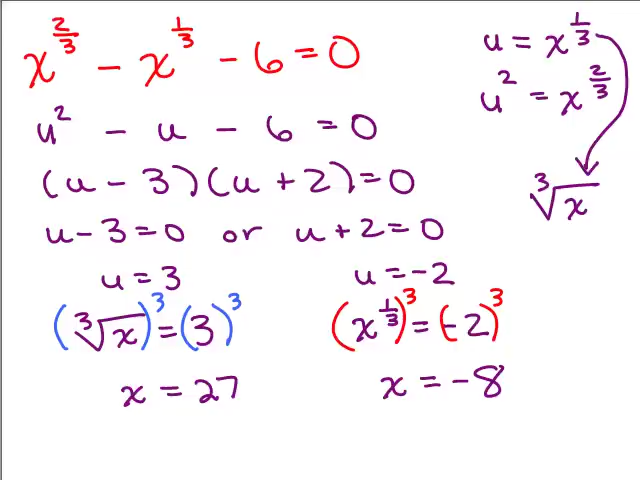 x^{2/3} - x^{1/3} - 6 = 0
u = x^{1/3}
u^2 = x^{2/3}
∛x
u^2 - u - 6 = 0
(u - 3)(u + 2) = 0
u - 3 = 0 or u + 2 = 0
u = 3 u = -2
(∛x)^3 = (3)^3 (x^{1/3})^3 = (-2)^3
x = 27 x = -8